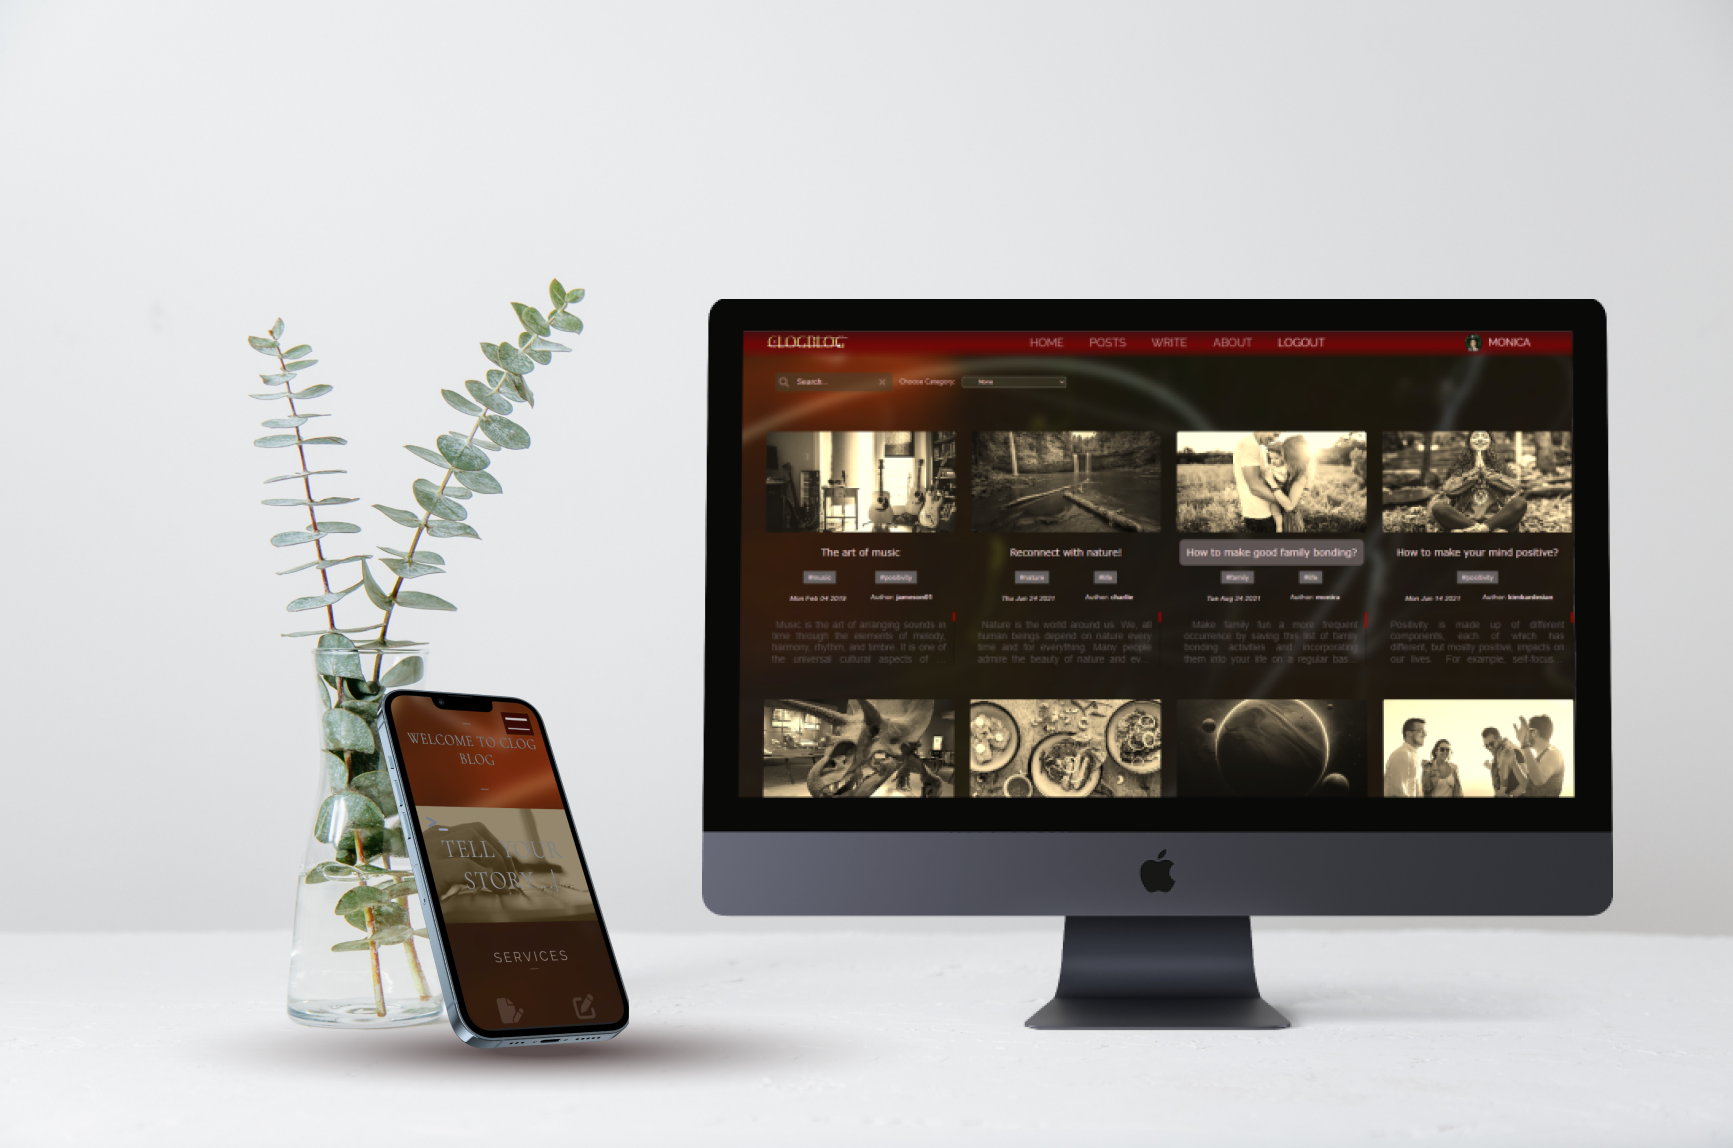 CLOGBLOG
HOME POSTS WRITE ABOUT LOGOUT MONICA
Search... Choose Category: None
The art of music
#music #positivity
Mon Feb 04 2019 Author: jameson01
Music is the art of arranging sounds in
time through the elements of melody,
harmony, rhythm, and timbre. It is one of
the universal cultural aspects of ...
Reconnect with nature!
#nature #life
Thu Jun 24 2021 Author: charlie
Nature is the world around us. We, all
human beings depend on nature every
time and for everything. Many people
admire the beauty of nature and ev...
How to make good family bonding?
#family #life
Tue Aug 24 2021 Author: monica
Make family fun a more frequent
occurrence by saving this list of family
bonding activities and incorporating
them into your life on a regular bas...
How to make your mind positive?
#positivity
Mon Jun 14 2021 Author: kimkardesian
Positivity is made up of different
components, each of which has
different, but mostly positive, impacts on
our lives. For example, self-focus...
WELCOME TO CLOG
BLOG
TELL YOUR
STORY...
SERVICES